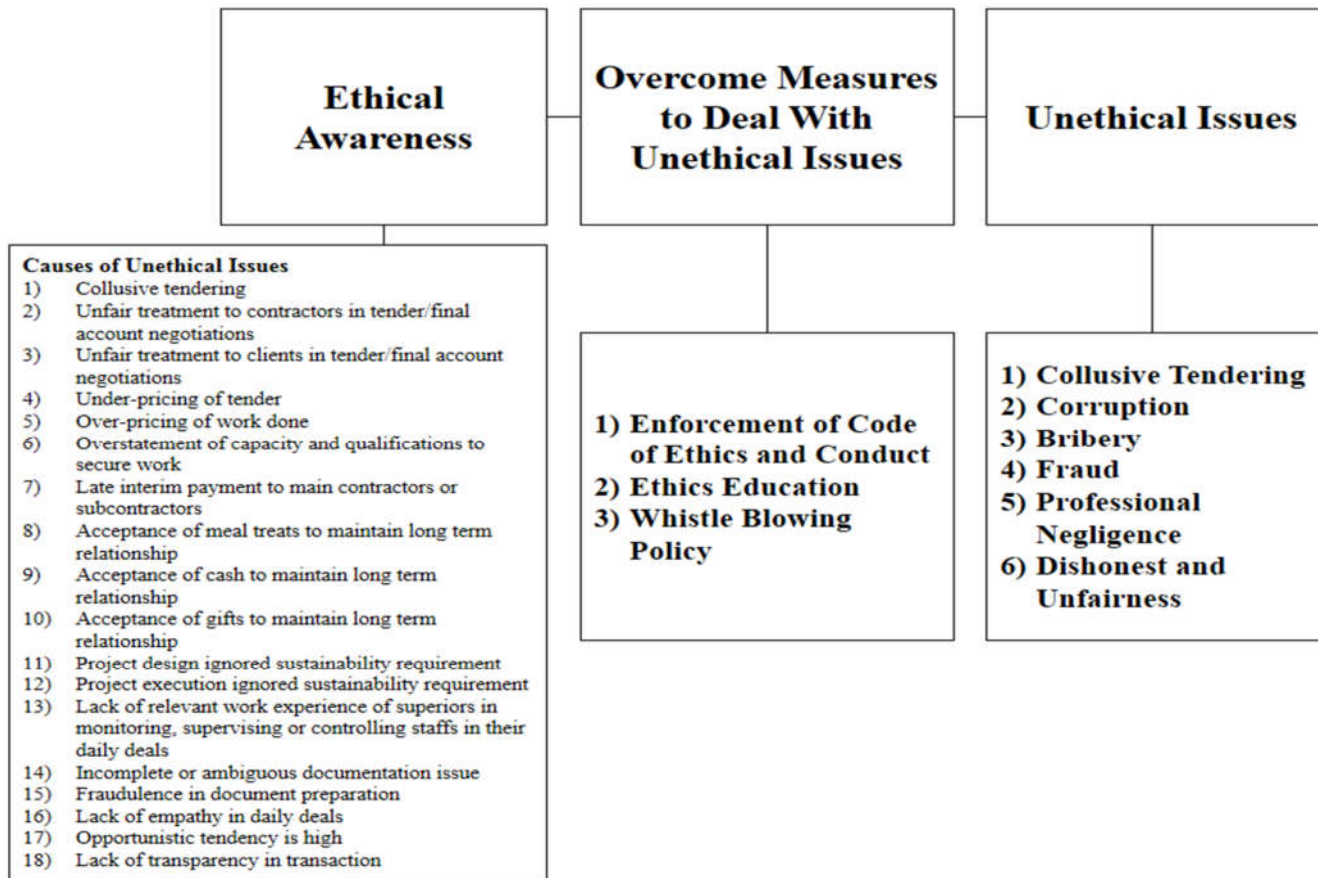 Ethical
Awareness
Overcome Measures
to Deal With
Unethical Issues
Unethical Issues
Causes of Unethical Issues
1) Collusive tendering
2) Unfair treatment to contractors in tender/final
account negotiations
3) Unfair treatment to clients in tender/final account
negotiations
4) Under-pricing of tender
5) Over-pricing of work done
6) Overstatement of capacity and qualifications to
secure work
7) Late interim payment to main contractors or
subcontractors
8) Acceptance of meal treats to maintain long term
relationship
9) Acceptance of cash to maintain long term
relationship
10) Acceptance of gifts to maintain long term
relationship
11) Project design ignored sustainability requirement
12) Project execution ignored sustainability requirement
13) Lack of relevant work experience of superiors in
monitoring, supervising or controlling staffs in their
daily deals
14) Incomplete or ambiguous documentation issue
15) Fraudulence in document preparation
16) Lack of empathy in daily deals
17) Opportunistic tendency is high
18) Lack of transparency in transaction
1) Enforcement of Code
of Ethics and Conduct
2) Ethics Education
3) Whistle Blowing
Policy
1) Collusive Tendering
2) Corruption
3) Bribery
4) Fraud
5) Professional
Negligence
6) Dishonest and
Unfairness